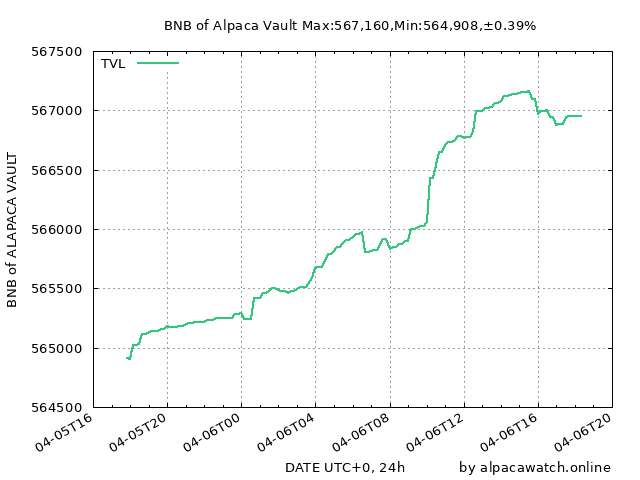 BNB of Alpaca Vault Max:567,160,Min:564,908,±0.39%
TVL
BNB of ALAPACA VAULT
567500
567000
566500
566000
565500
565000
564500
04-05T16
04-05T20
04-06T00
04-06T04
04-06T08
04-06T12
04-06T16
04-06T20
DATE UTC+0, 24h
by alpacawatch.online